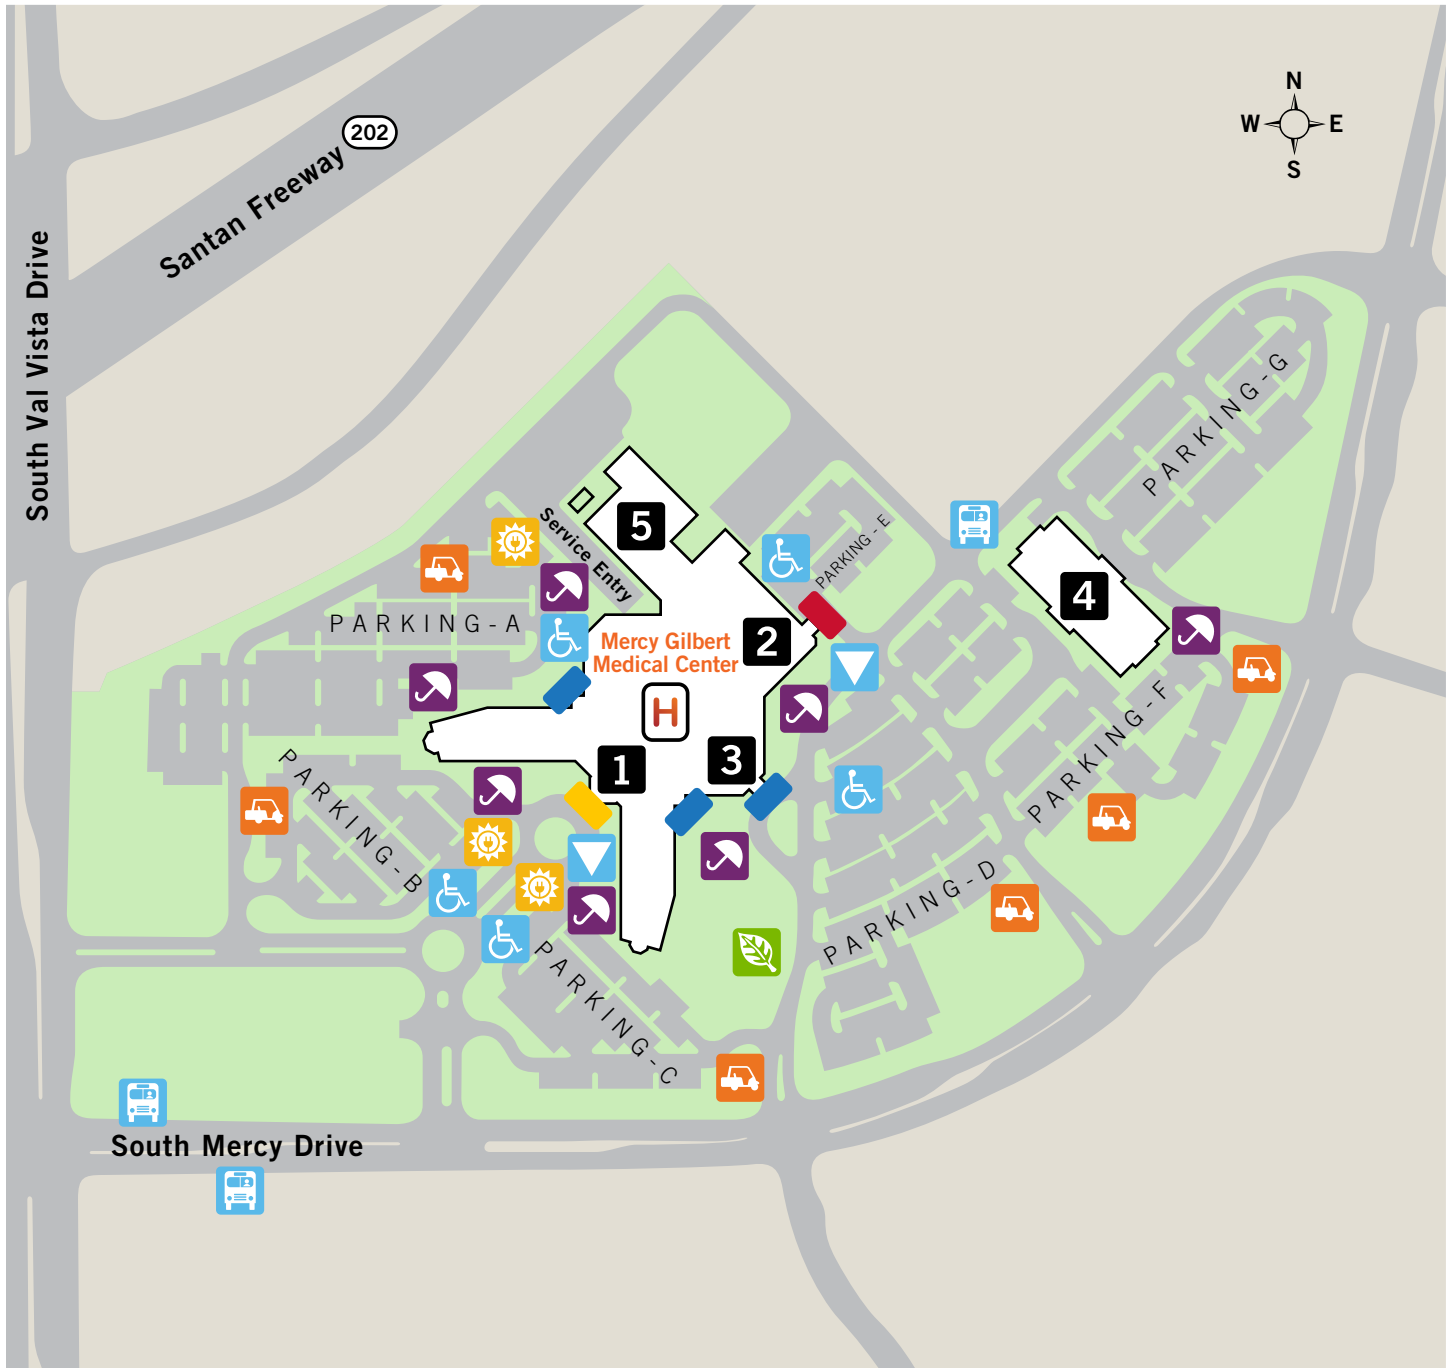 N
W E
S
202
Santan Freeway
South Val Vista Drive
PARKING-G
5
Service Entry
PARKING-E
4
PARKING-A
Mercy Gilbert
Medical Center
2
H
PARKING-F
1
3
PARKING-B
PARKING-D
PARKING-C
South Mercy Drive